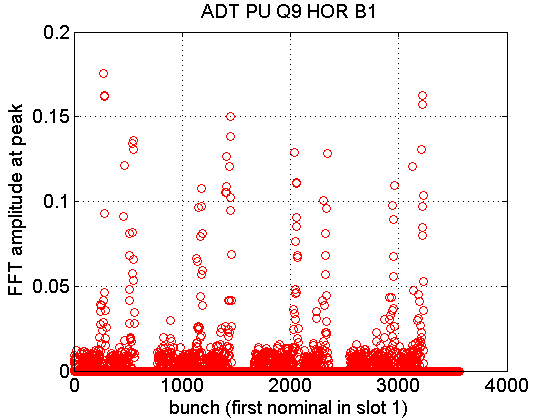 ADT PU Q9 HOR B1
0.2
0.15
0.1
0.05
0
FFT amplitude at peak
0 1000 2000 3000 4000
bunch (first nominal in slot 1)